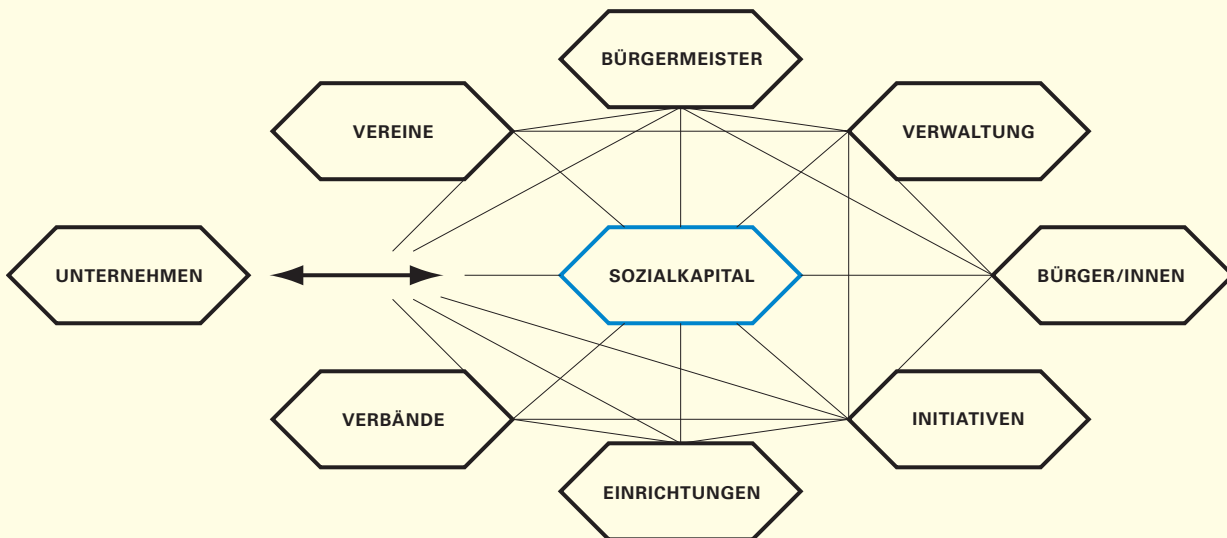 BÜRGERMEISTER
VEREINE
VERWALTUNG
UNTERNEHMEN
SOZIALKAPITAL
BÜRGER/INNEN
VERBÄNDE
INITIATIVEN
EINRICHTUNGEN